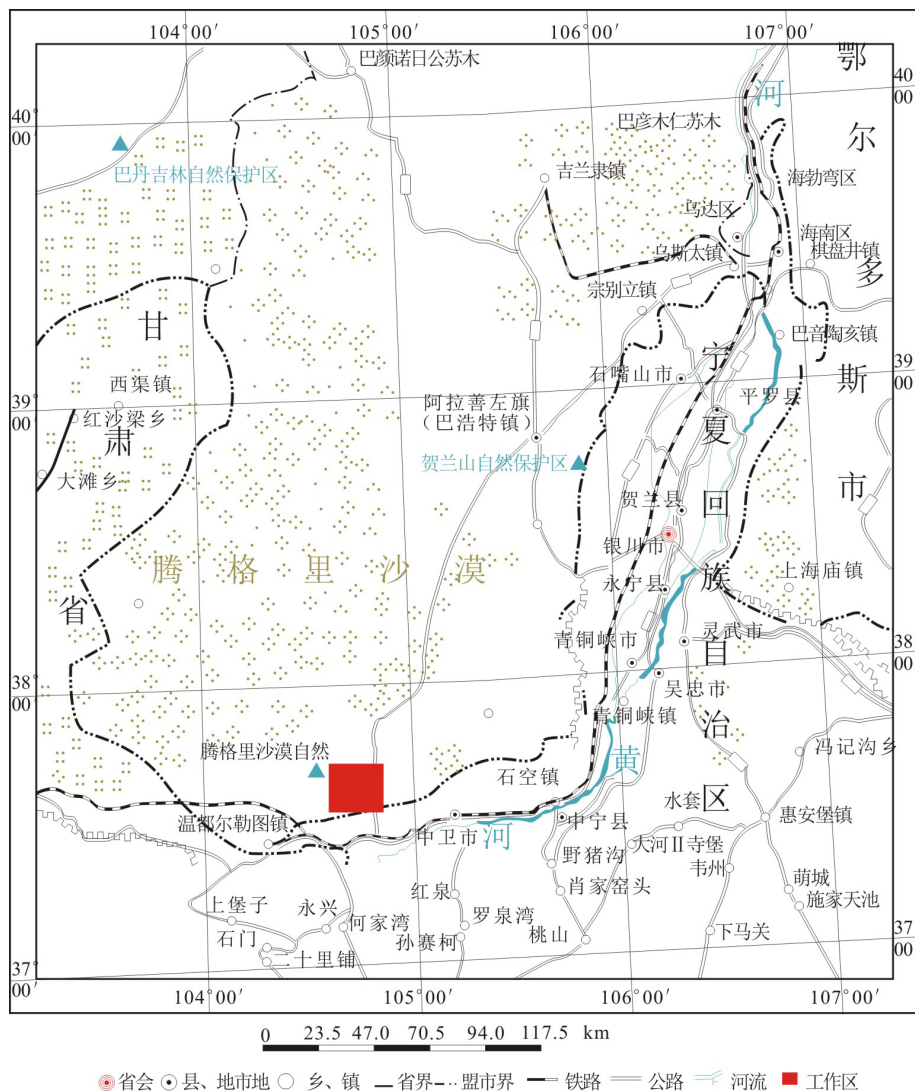 104°00′ 105°00′ 106°00′ 107°00′
鄂尔多斯市
巴颜诺日公苏木
河
40°00′
40°00′
巴彦木仁苏木
巴丹吉林自然保护区
吉兰隶镇
海勃弯区
乌达区
海南区
乌斯太镇
棋盘井镇
宗别立镇
甘肃省
宁夏回族自治区
巴音陶亥镇
石嘴山市
西渠镇
平罗县
39°00′
39°00′
红沙梁乡
阿拉善左旗
(巴浩特镇)
大滩乡
贺兰山自然保护区
贺兰县
银川市
腾格里沙漠
上海庙镇
永宁县
灵武市
青铜峡市
38°00′
38°00′
吴忠市
青铜峡镇
冯记沟乡
腾格里沙漠自然
石空镇
黄
水套
温都尔勒图镇
中卫市
河
中宁县
惠安堡镇
野猪沟
大河Ⅱ寺堡
韦州
红泉
肖家窑头
萌城
上堡子
永兴
施家天池
何家湾
罗泉湾
石门
孙赛柯
桃山
下马关
37°00′
37°00′
二十里铺
104°00′ 105°00′ 106°00′ 107°00′
0 23.5 47.0 70.5 94.0 117.5 km
省会 县、地市地 乡、镇 省界 盟市界 铁路 公路 河流 工作区